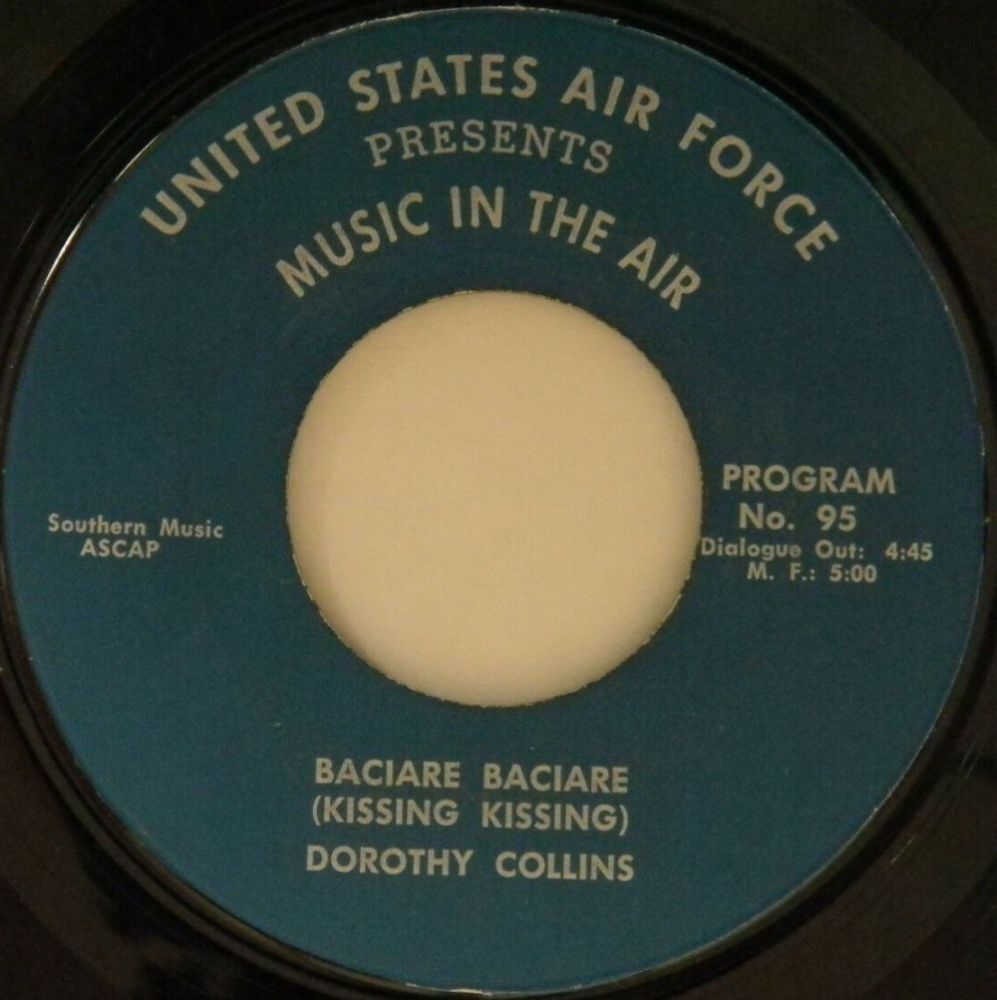 UNITED STATES AIR FORCE
PRESENTS
MUSIC IN THE AIR
Southern Music
ASCAP
PROGRAM
No. 95
Dialogue Out: 4:45
M. F.: 5:00
BACIARE BACIARE
(KISSING KISSING)
DOROTHY COLLINS